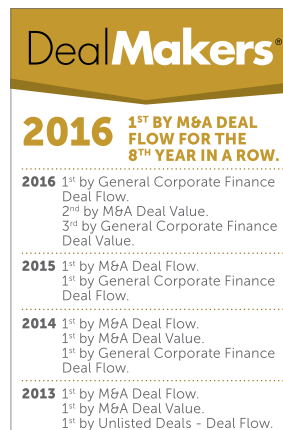 DealMakers®
2016 1ST BY M&A DEAL
FLOW FOR THE
8TH YEAR IN A ROW.
2016 1st by General Corporate Finance
Deal Flow.
2nd by M&A Deal Value.
3rd by General Corporate Finance
Deal Value.
2015 1st by M&A Deal Flow.
1st by General Corporate Finance
Deal Flow.
2014 1st by M&A Deal Flow.
1st by M&A Deal Value.
1st by General Corporate Finance
Deal Flow.
2013 1st by M&A Deal Flow.
1st by M&A Deal Value.
1st by Unlisted Deals - Deal Flow.